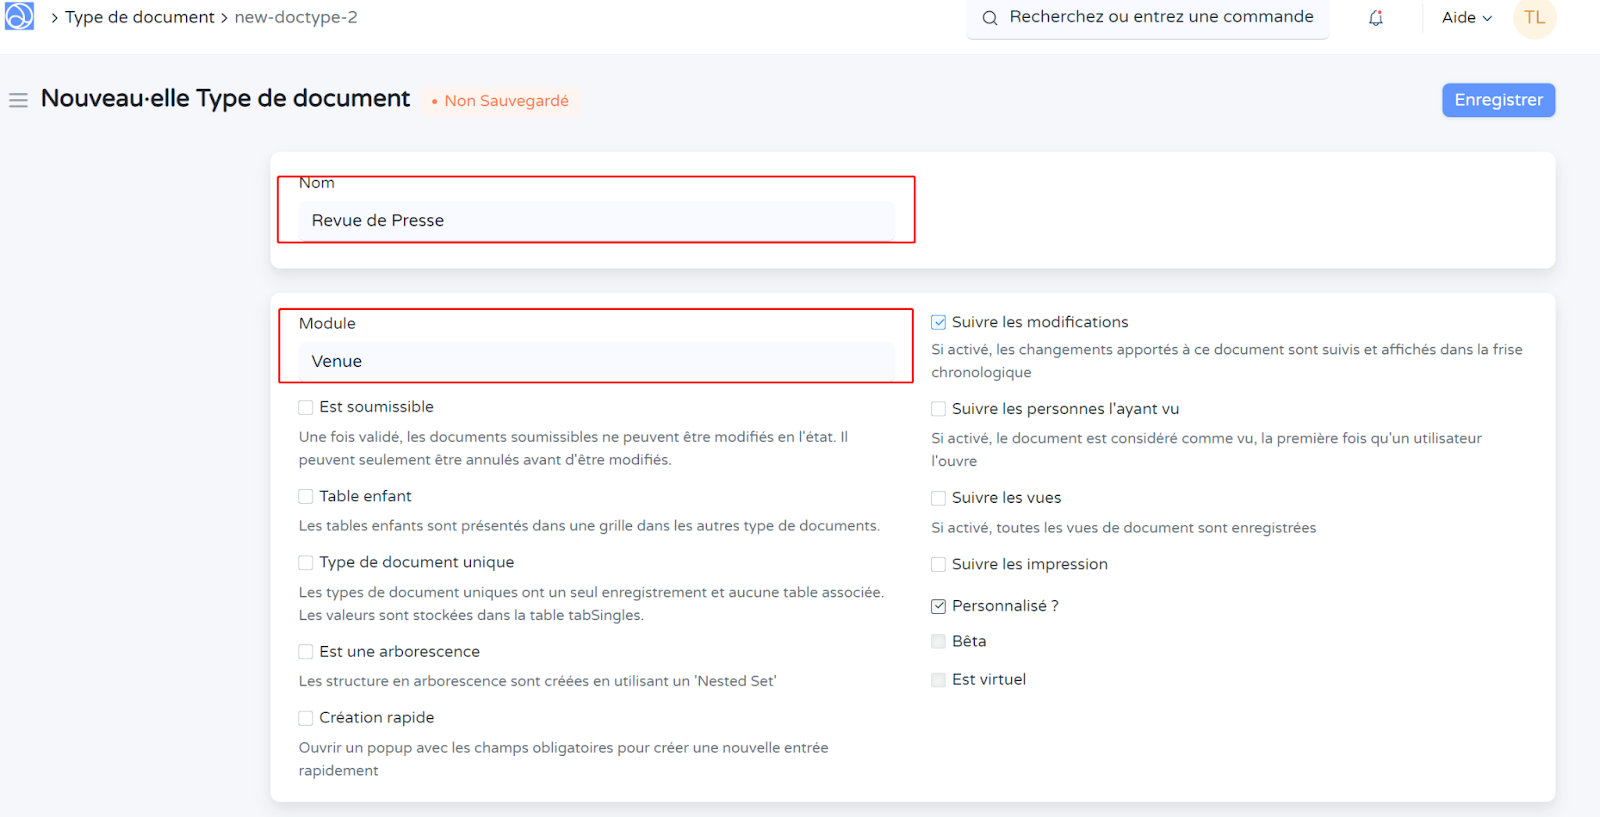 Type de document > new-doctype-2
Recherchez ou entrez une commande
Aide
TL
Nouveau·elle Type de document
Non Sauvegardé
Enregistrer
Nom
Revue de Presse
Module
Venue
Est soumissible
Une fois validé, les documents soumissibles ne peuvent être modifiés en l'état. Il
peuvent seulement être annulés avant d'être modifiés.
Table enfant
Les tables enfants sont présentés dans une grille dans les autres type de documents.
Type de document unique
Les types de document uniques ont un seul enregistrement et aucune table associée.
Les valeurs sont stockées dans la table tabSingles.
Est une arborescence
Les structure en arborescence sont créées en utilisant un 'Nested Set'
Création rapide
Ouvrir un popup avec les champs obligatoires pour créer une nouvelle entrée
rapidement
Suivre les modifications
Si activé, les changements apportés à ce document sont suivis et affichés dans la frise
chronologique
Suivre les personnes l'ayant vu
Si activé, le document est considéré comme vu, la première fois qu'un utilisateur
l'ouvre
Suivre les vues
Si activé, toutes les vues de document sont enregistrées
Suivre les impression
Personnalisé ?
Bêta
Est virtuel